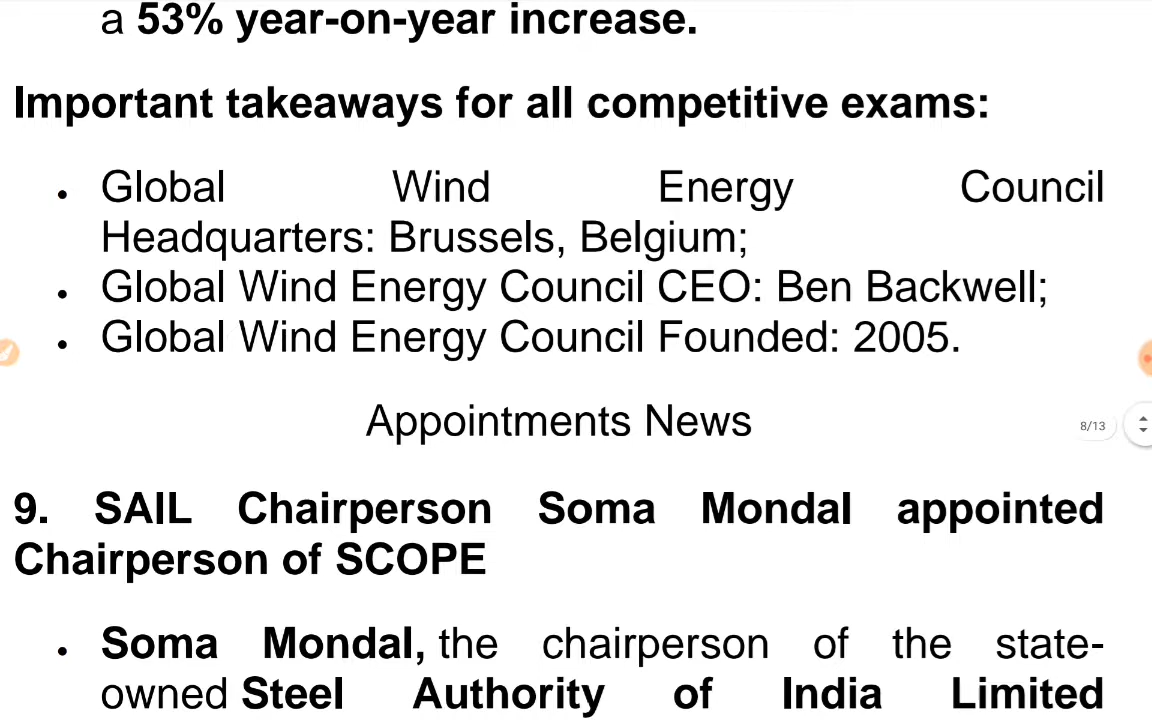 a 53% year-on-year increase.
Important takeaways for all competitive exams:
• Global Wind Energy Council
Headquarters: Brussels, Belgium;
• Global Wind Energy Council CEO: Ben Backwell;
• Global Wind Energy Council Founded: 2005.
Appointments News
8/13
9. SAIL Chairperson Soma Mondal appointed
Chairperson of SCOPE
• Soma Mondal, the chairperson of the state-
owned Steel Authority of India Limited